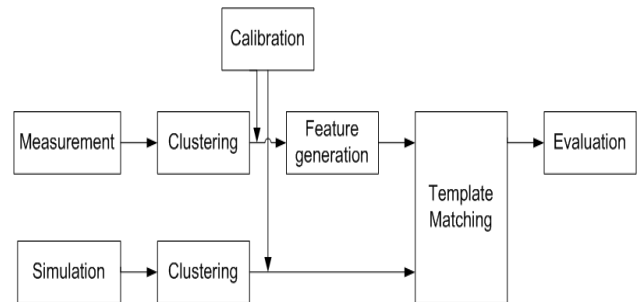 Calibration
Measurement
Clustering
Feature
generation
Template
Matching
Evaluation
Simulation
Clustering